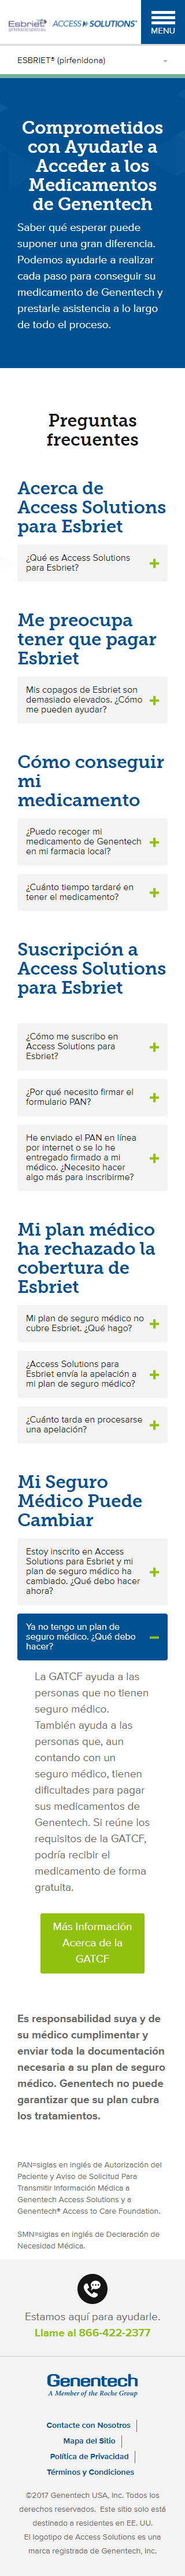 Esbriet
ACCESS SOLUTIONS®
MENU
ESBRIET® (pirfenidona)
Comprometidos
con Ayudarle a
Acceder a los
Medicamentos
de Genentech
Saber qué esperar puede
suponer una gran diferencia.
Podemos ayudarle a realizar
cada paso para conseguir su
medicamento de Genentech y
prestarle asistencia a lo largo
de todo el proceso.
Preguntas
frecuentes
Acerca de
Access Solutions
para Esbriet
¿Qué es Access Solutions
para Esbriet?
Me preocupa
tener que pagar
Esbriet
Mis copagos de Esbriet son
demasiado elevados. ¿Cómo
me pueden ayudar?
Cómo conseguir
mi
medicamento
¿Puedo recoger mi
medicamento de Genentech
en mi farmacia local?
¿Cuánto tiempo tardaré en
tener el medicamento?
Suscripción a
Access Solutions
para Esbriet
¿Cómo me suscribo en
Access Solutions para
Esbriet?
¿Por qué necesito firmar el
formulario PAN?
He enviado el PAN en línea
por internet o se lo he
entregado firmado a mi
médico. ¿Necesito hacer
algo más para inscribirme?
Mi plan médico
ha rechazado la
cobertura de
Esbriet
Mi plan de seguro médico no
cubre Esbriet. ¿Qué hago?
¿Access Solutions para
Esbriet envía la apelación a
mi plan de seguro médico?
¿Cuánto tarda en procesarse
una apelación?
Mi Seguro
Médico Puede
Cambiar
Estoy inscrito en Access
Solutions para Esbriet y mi
plan de seguro médico ha
cambiado. ¿Qué debo hacer
ahora?
Ya no tengo un plan de
seguro médico. ¿Qué debo
hacer?
La GATCF ayuda a las
personas que no tienen
seguro médico.
También ayuda a las
personas que, aun
contando con un
seguro médico, tienen
dificultades para pagar
sus medicamentos de
Genentech. Si reúne los
requisitos de la GATCF,
podría recibir el
medicamento de forma
gratuita.
Más Información
Acerca de la
GATCF
Es responsabilidad suya y de
su médico cumplimentar y
enviar toda la documentación
necesaria a su plan de seguro
médico. Genentech no puede
garantizar que su plan cubra
los tratamientos.
PAN=siglas en inglés de Autorización del
Paciente y Aviso de Solicitud Para
Transmitir Información Médica a
Genentech Access Solutions y a
Genentech® Access to Care Foundation.
SMN=siglas en inglés de Declaración de
Necesidad Médica.
Estamos aquí para ayudarle.
Llame al 866-422-2377
Genentech
A Member of the Roche Group
Contacte con Nosotros
Mapa del Sitio
Política de Privacidad
Términos y Condiciones
©2017 Genentech USA, Inc. Todos los
derechos reservados. Este sitio solo está
destinado a residentes en EE. UU.
El logotipo de Access Solutions es una
marca registrada de Genentech, Inc.